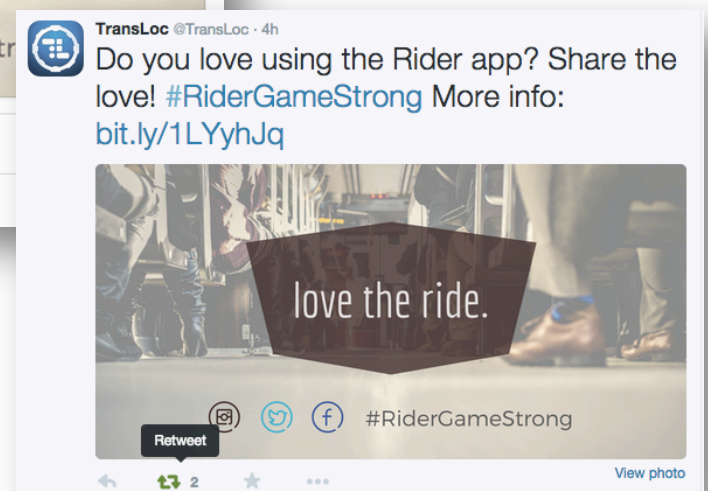 tr
TransLoc @TransLoc · 4h
Do you love using the Rider app? Share the
love! #RiderGameStrong More info:
bit.ly/1LYyhJq
love the ride.
#RiderGameStrong
Retweet
2
View photo